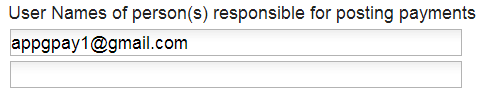 User Names of person(s) responsible for posting payments
appgpay1@gmail.com